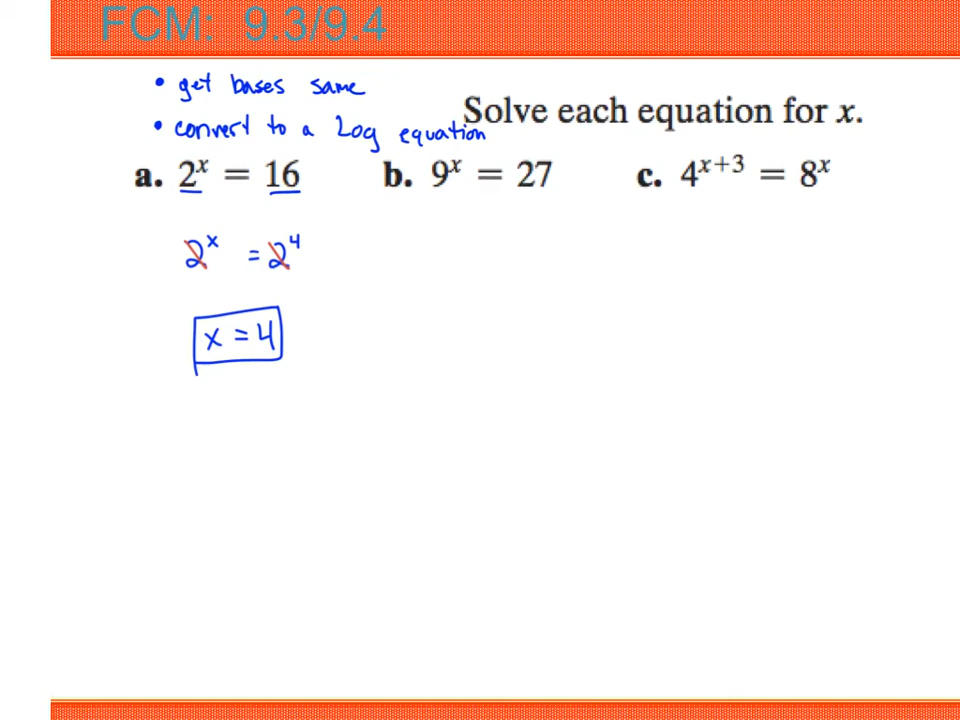 FCM: 9.3/9.4
• get bases same
• convert to a Log equation
Solve each equation for x.
a. 2^x = 16 b. 9^x = 27 c. 4^{x+3} = 8^x
2^x = 2^4
x = 4